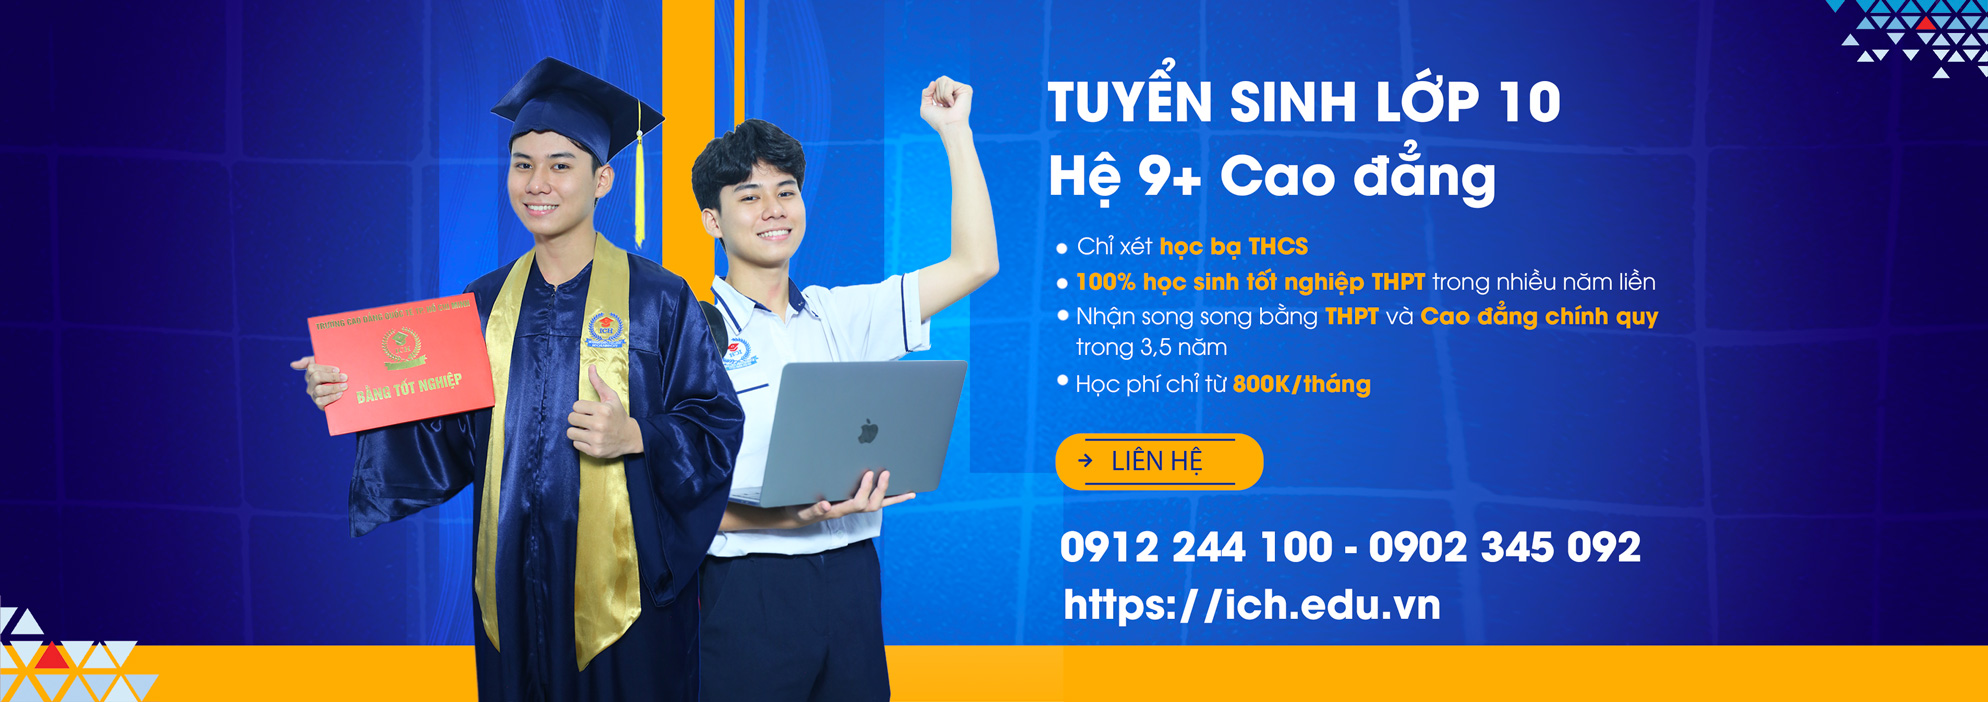 TUYỂN SINH LỚP 10
Hệ 9+ Cao đẳng
Chỉ xét học bạ THCS
100% học sinh tốt nghiệp THPT trong nhiều năm liền
Nhận song song bằng THPT và Cao đẳng chính quy
trong 3,5 năm
Học phí chỉ từ 800K/tháng
LIÊN HỆ
0912 244 100 - 0902 345 092
https://ich.edu.vn
BẰNG TỐT NGHIỆP
ICH
ICH